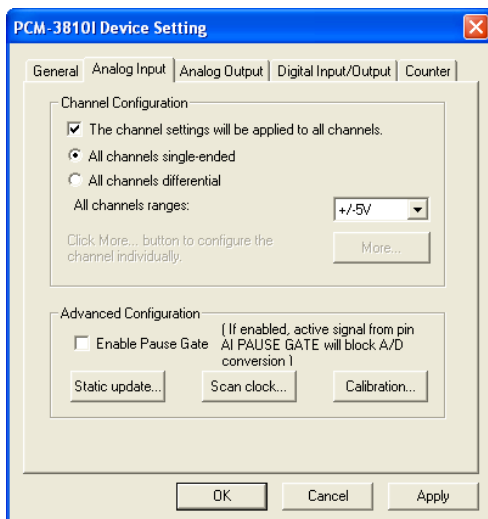 PCM-3810I Device Setting
General Analog Input Analog Output Digital Input/Output Counter
Channel Configuration
The channel settings will be applied to all channels.
All channels single-ended
All channels differential
All channels ranges: +/-5V
Click More... button to configure the
channel individually.
More...
Advanced Configuration
Enable Pause Gate
( If enabled, active signal from pin
AI PAUSE GATE will block A/D
conversion )
Static update... Scan clock... Calibration...
OK Cancel Apply